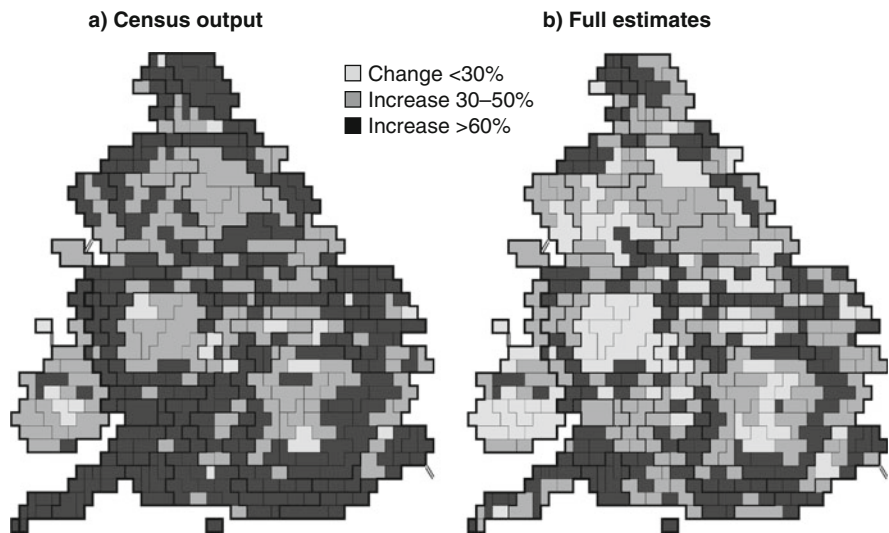 a) Census output
b) Full estimates
Change <30%
Increase 30–50%
Increase >60%